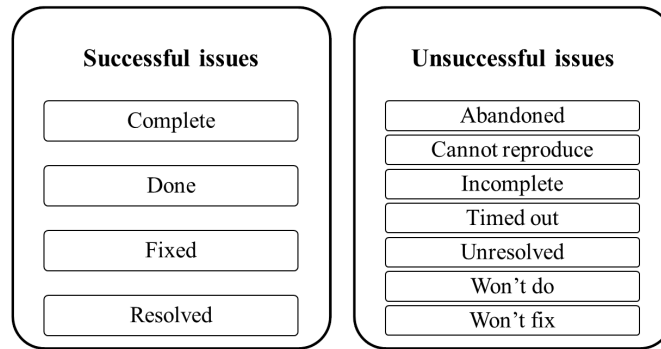 Successful issues
Complete
Done
Fixed
Resolved
Unsuccessful issues
Abandoned
Cannot reproduce
Incomplete
Timed out
Unresolved
Won’t do
Won’t fix